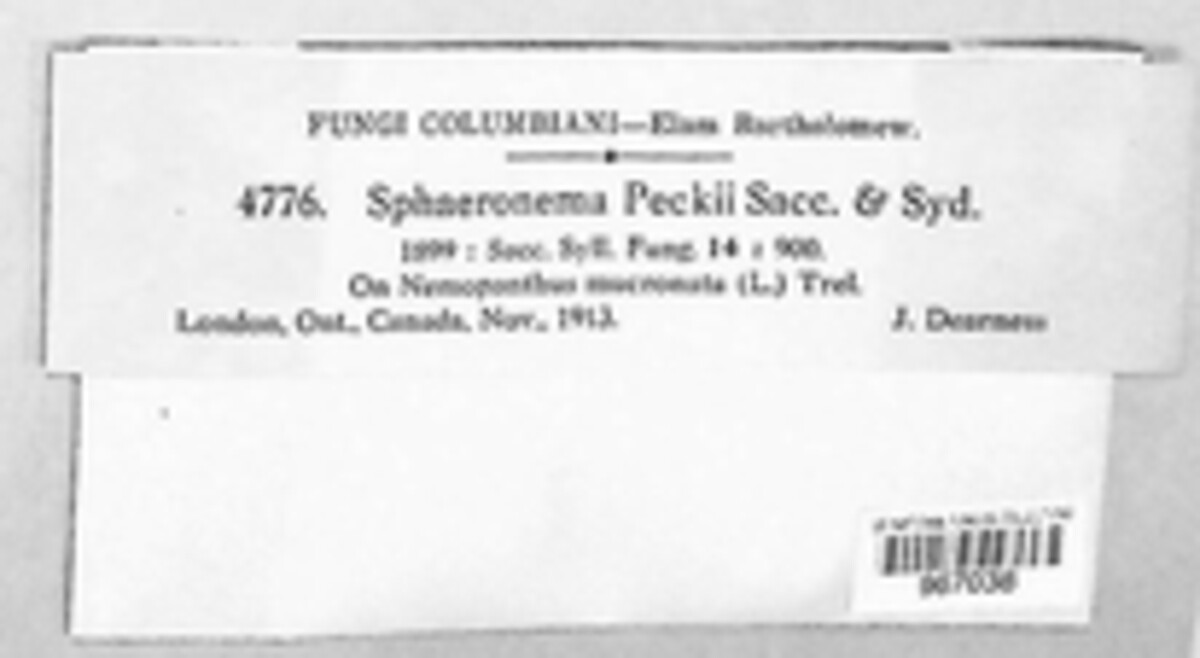 FUNGI COLUMBIANI—Elam Bartholomew.
4776. Sphaeronema Peckii Sacc. & Syd.
1899 : Sacc. Syll. Fung. 14 : 900.
On Nemopanthus mucronata (L.) Trel.
London, Ont., Canada, Nov., 1913. J. Dearness
967036